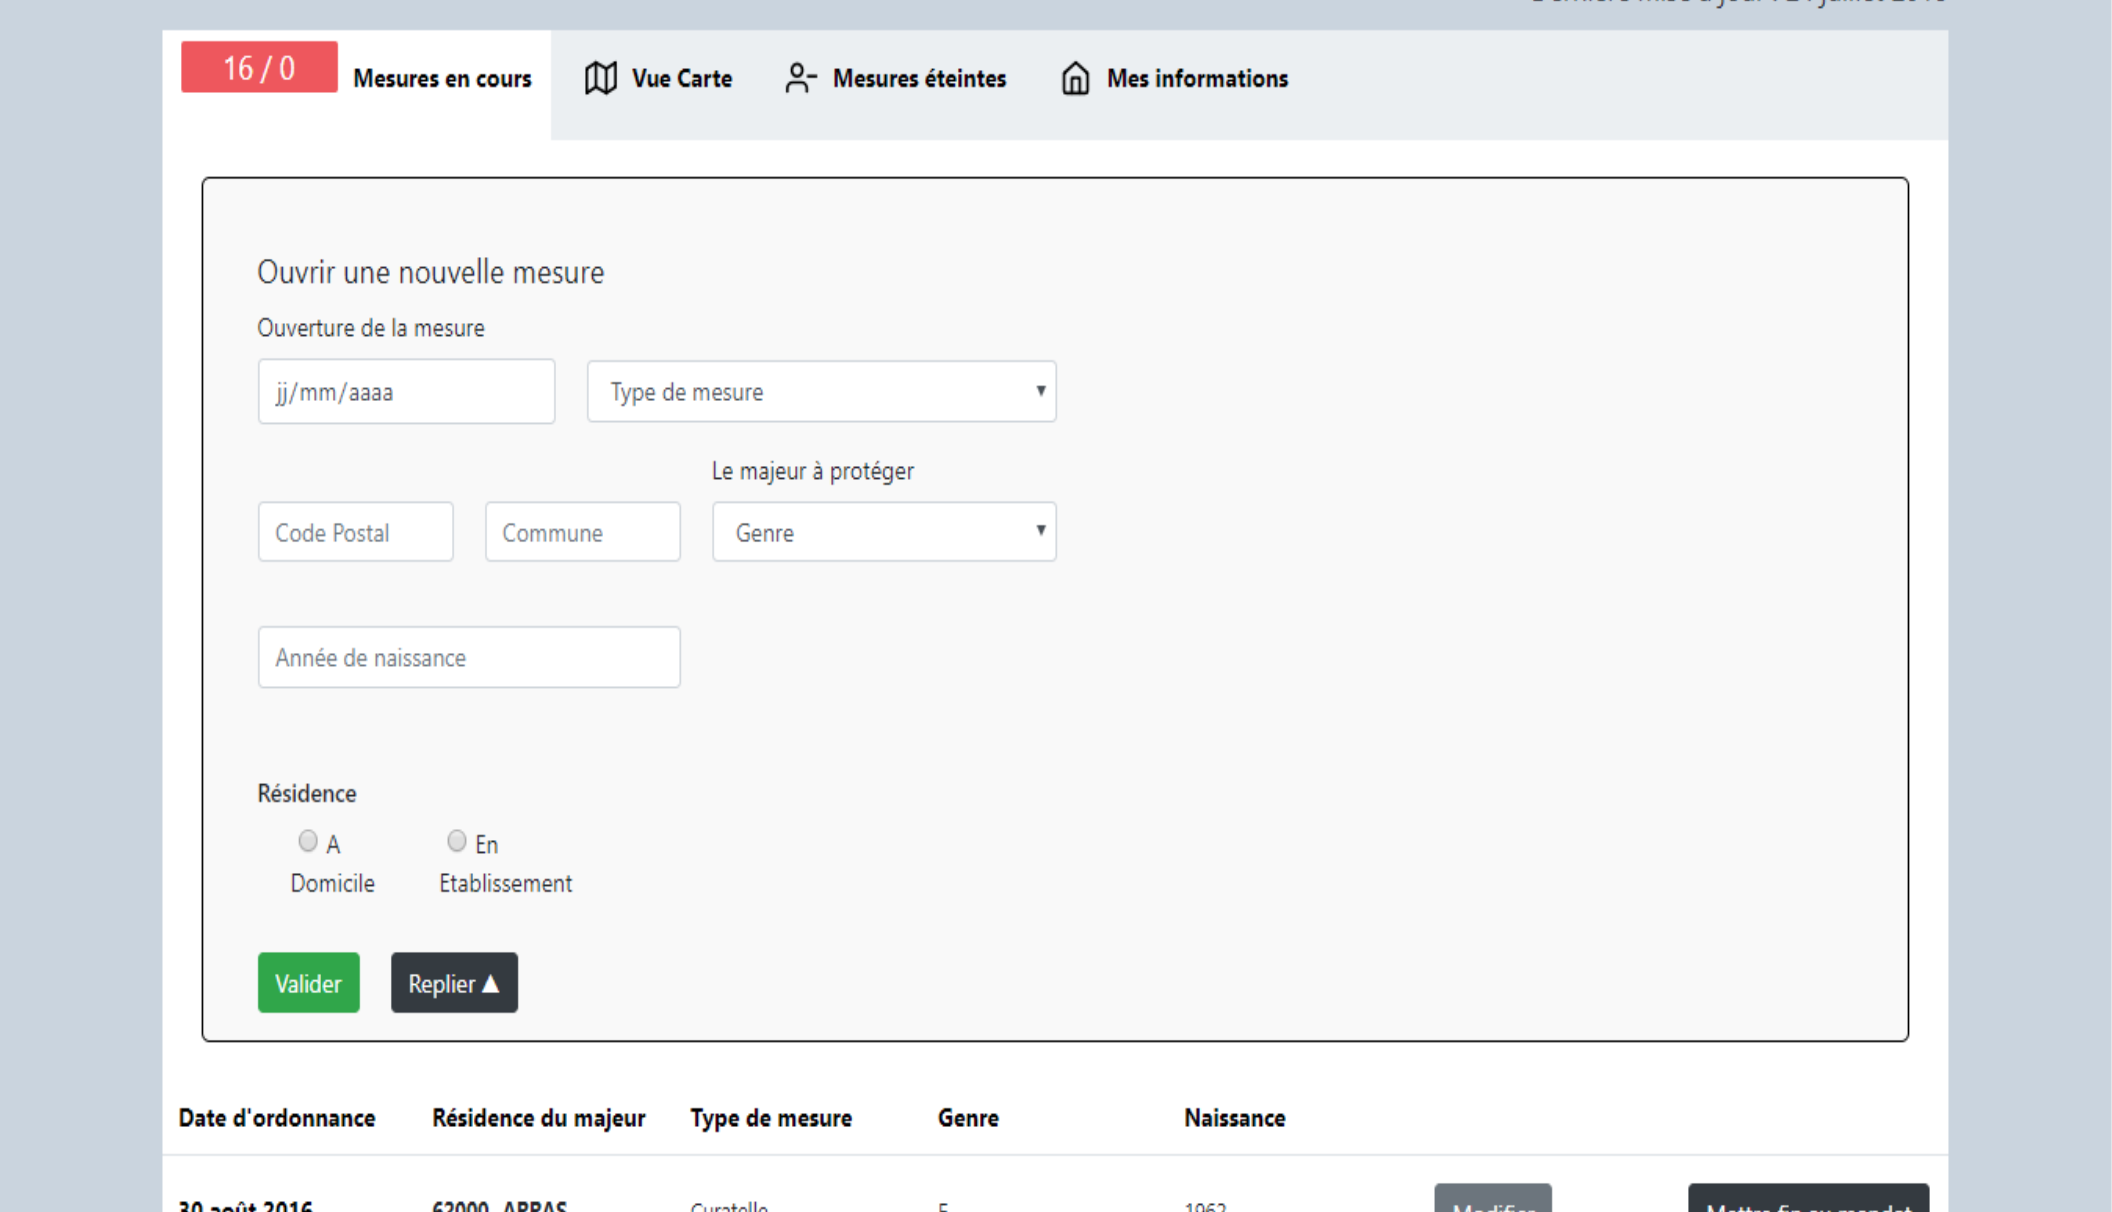 16 / 0 Mesures en cours Vue Carte Mesures éteintes Mes informations
Ouvrir une nouvelle mesure
Ouverture de la mesure
jj/mm/aaaa Type de mesure
Le majeur à protéger
Code Postal Commune Genre
Année de naissance
Résidence
A Domicile En Etablissement
Valider Replier ▲
Date d'ordonnance Résidence du majeur Type de mesure Genre Naissance
30 août 2016 62000 ARRAS Curatelle F 1962 Modifier Mettre fin au mandat